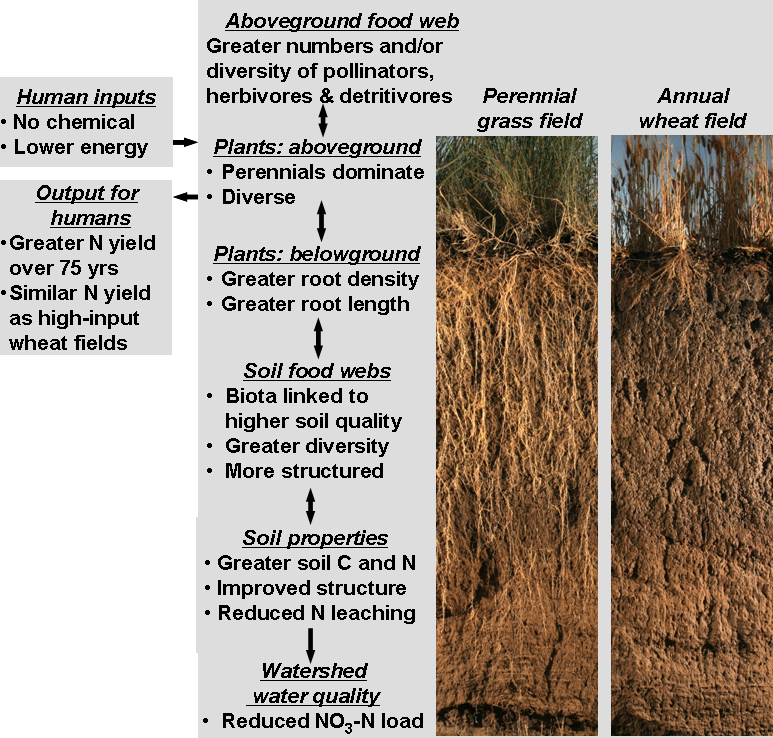 Aboveground food web
Greater numbers and/or
diversity of pollinators,
herbivores & detritivores
Human inputs
• No chemical
• Lower energy
Plants: aboveground
• Perennials dominate
• Diverse
Output for
humans
• Greater N yield
over 75 yrs
• Similar N yield
as high-input
wheat fields
Plants: belowground
• Greater root density
• Greater root length
Soil food webs
• Biota linked to
higher soil quality
• Greater diversity
• More structured
Soil properties
• Greater soil C and N
• Improved structure
• Reduced N leaching
Watershed
water quality
• Reduced NO₃-N load
Perennial
grass field
Annual
wheat field